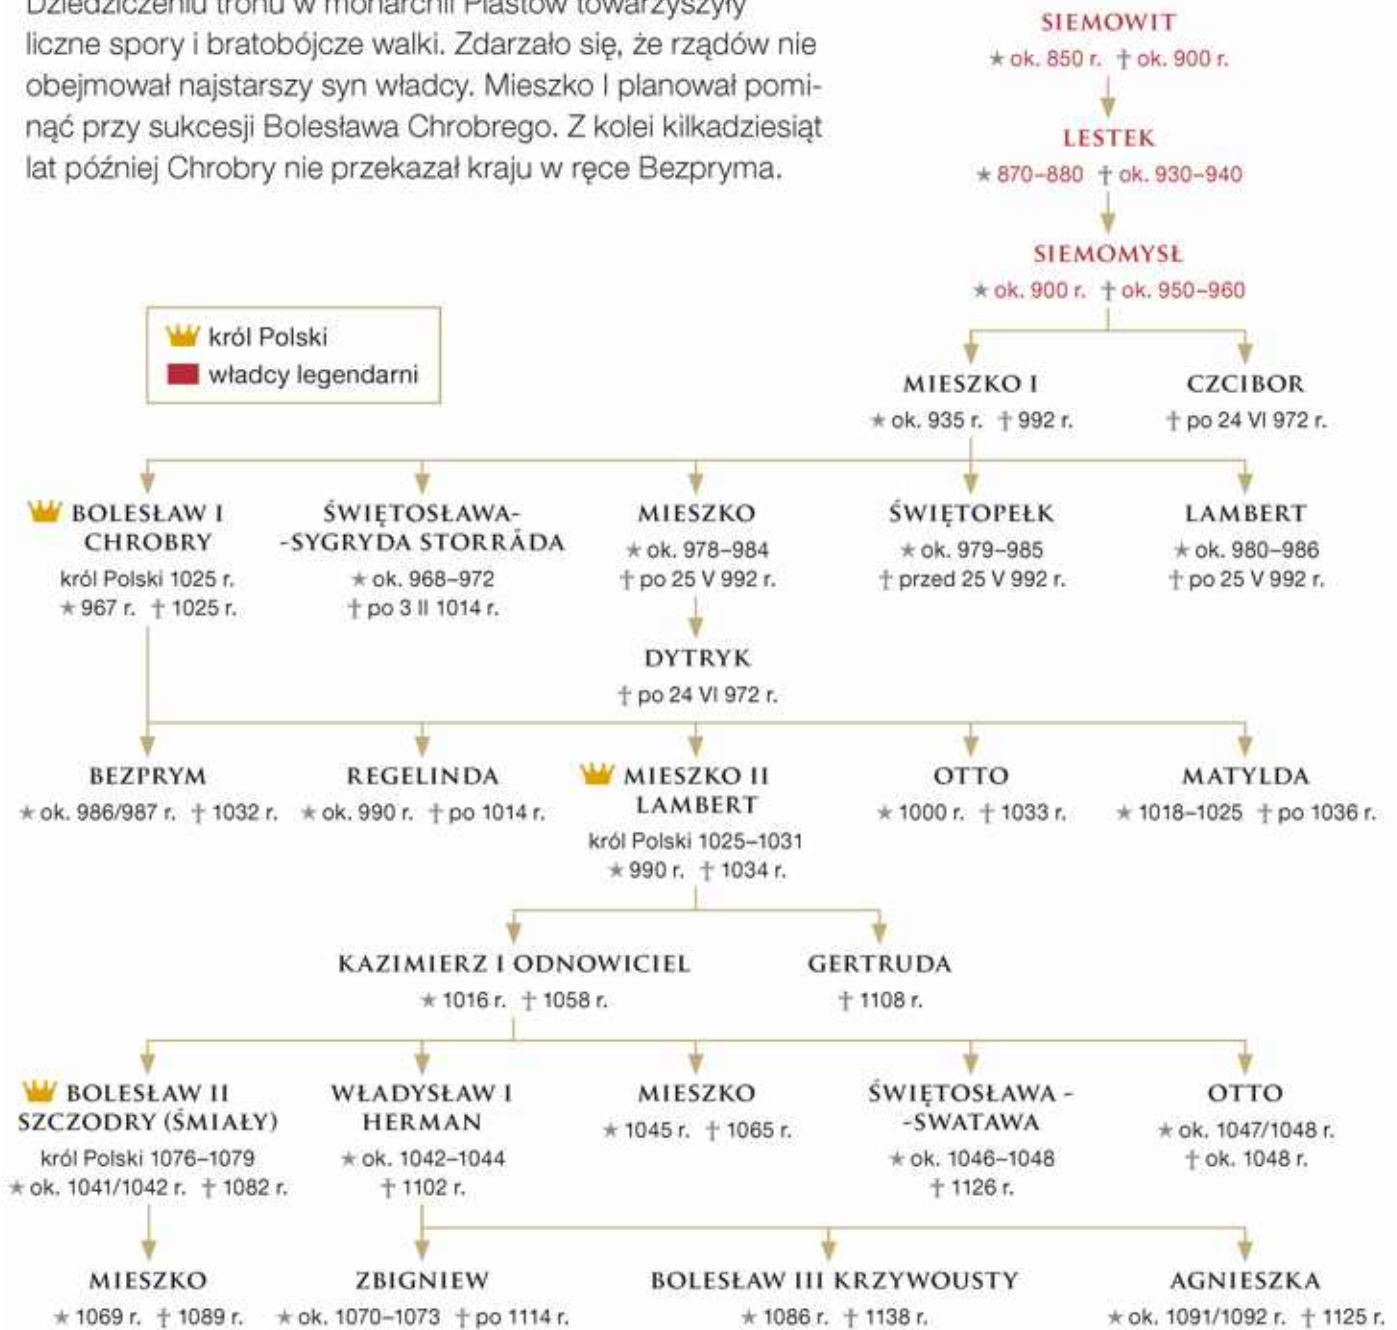 Dziedziczeniu tronu w monarchii Piastów towarzyszyły
liczne spory i bratobójcze walki. Zdarzało się, że rządów nie
obejmował najstarszy syn władcy. Mieszko I planował pomi-
nąć przy sukcesji Bolesława Chrobrego. Z kolei kilkadziesiąt
lat później Chrobry nie przekazał kraju w ręce Bezpryma.
SIEMOWIT
★ ok. 850 r. † ok. 900 r.
LESTEK
★ 870–880 † ok. 930–940
SIEMOMYSŁ
★ ok. 900 r. † ok. 950–960
król Polski
władcy legendarni
MIESZKO I
★ ok. 935 r. † 992 r.
CZCIBOR
† po 24 VI 972 r.
BOLESŁAW I
CHROBRY
król Polski 1025 r.
★ 967 r. † 1025 r.
ŚWIĘTOSŁAWA-
-SYGRYDA STORRÅDA
★ ok. 968–972
† po 3 II 1014 r.
MIESZKO
★ ok. 978–984
† po 25 V 992 r.
ŚWIĘTOPEŁK
★ ok. 979–985
† przed 25 V 992 r.
LAMBERT
★ ok. 980–986
† po 25 V 992 r.
DYTRYK
† po 24 VI 972 r.
BEZPRYM
★ ok. 986/987 r. † 1032 r.
REGELINDA
★ ok. 990 r. † po 1014 r.
MIESZKO II
LAMBERT
król Polski 1025–1031
★ 990 r. † 1034 r.
OTTO
★ 1000 r. † 1033 r.
MATYLDA
★ 1018–1025 † po 1036 r.
KAZIMIERZ I ODNOWICIEL
★ 1016 r. † 1058 r.
GERTRUDA
† 1108 r.
BOLESŁAW II
SZCZODRY (ŚMIAŁY)
król Polski 1076–1079
★ ok. 1041/1042 r. † 1082 r.
WŁADYSŁAW I
HERMAN
★ ok. 1042–1044
† 1102 r.
MIESZKO
★ 1045 r. † 1065 r.
ŚWIĘTOSŁAWA -
-SWATAWA
★ ok. 1046–1048
† 1126 r.
OTTO
★ ok. 1047/1048 r.
† ok. 1048 r.
MIESZKO
★ 1069 r. † 1089 r.
ZBIGNIEW
★ ok. 1070–1073 † po 1114 r.
BOLESŁAW III KRZYWOUSTY
★ 1086 r. † 1138 r.
AGNIESZKA
★ ok. 1091/1092 r. † 1125 r.